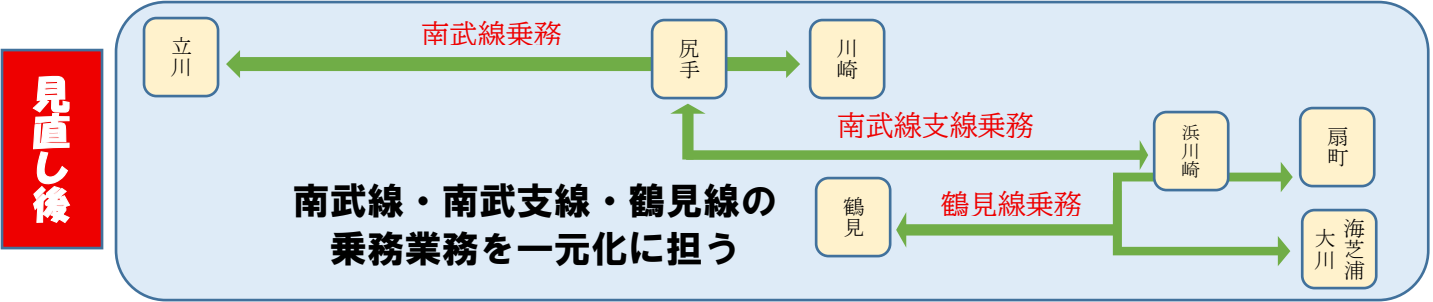 見直し後
南武線乗務
立川
尻手
川崎
南武線支線乗務
浜川崎
扇町
鶴見
鶴見線乗務
海芝浦
大川
南武線・南武支線・鶴見線の
乗務業務を一元化に担う